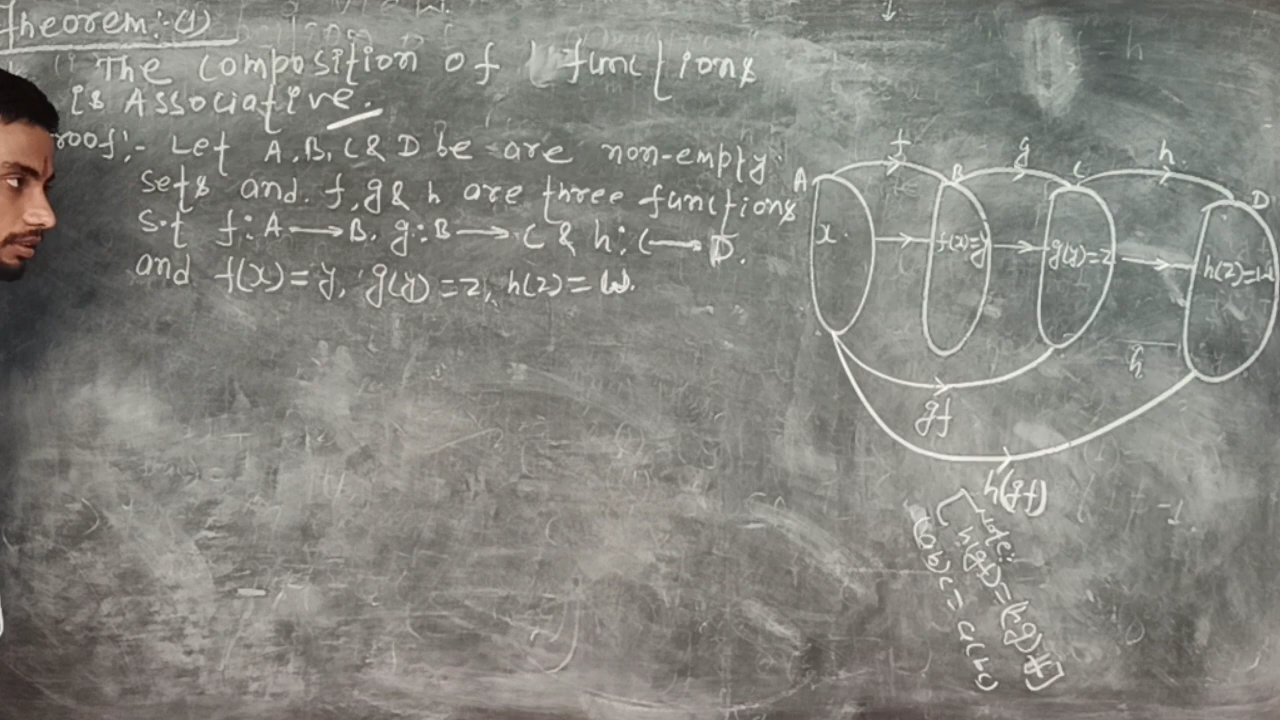 Theorem:-(1)
The composition of functions
is Associative.
roof:- Let A, B, C & D be are non-empty
sets and. f, g & h are three functions
S.t f: A → B, g: B → C & h: C → D.
and f(x) = y, g(y) = z, h(z) = w.
f g h
A B C D
x. f(x)=y g(y)=z h(z)=w
h
gf
h(gf)
[Note:
h(gf) = (hg)f]
(ab)c = a(bc)